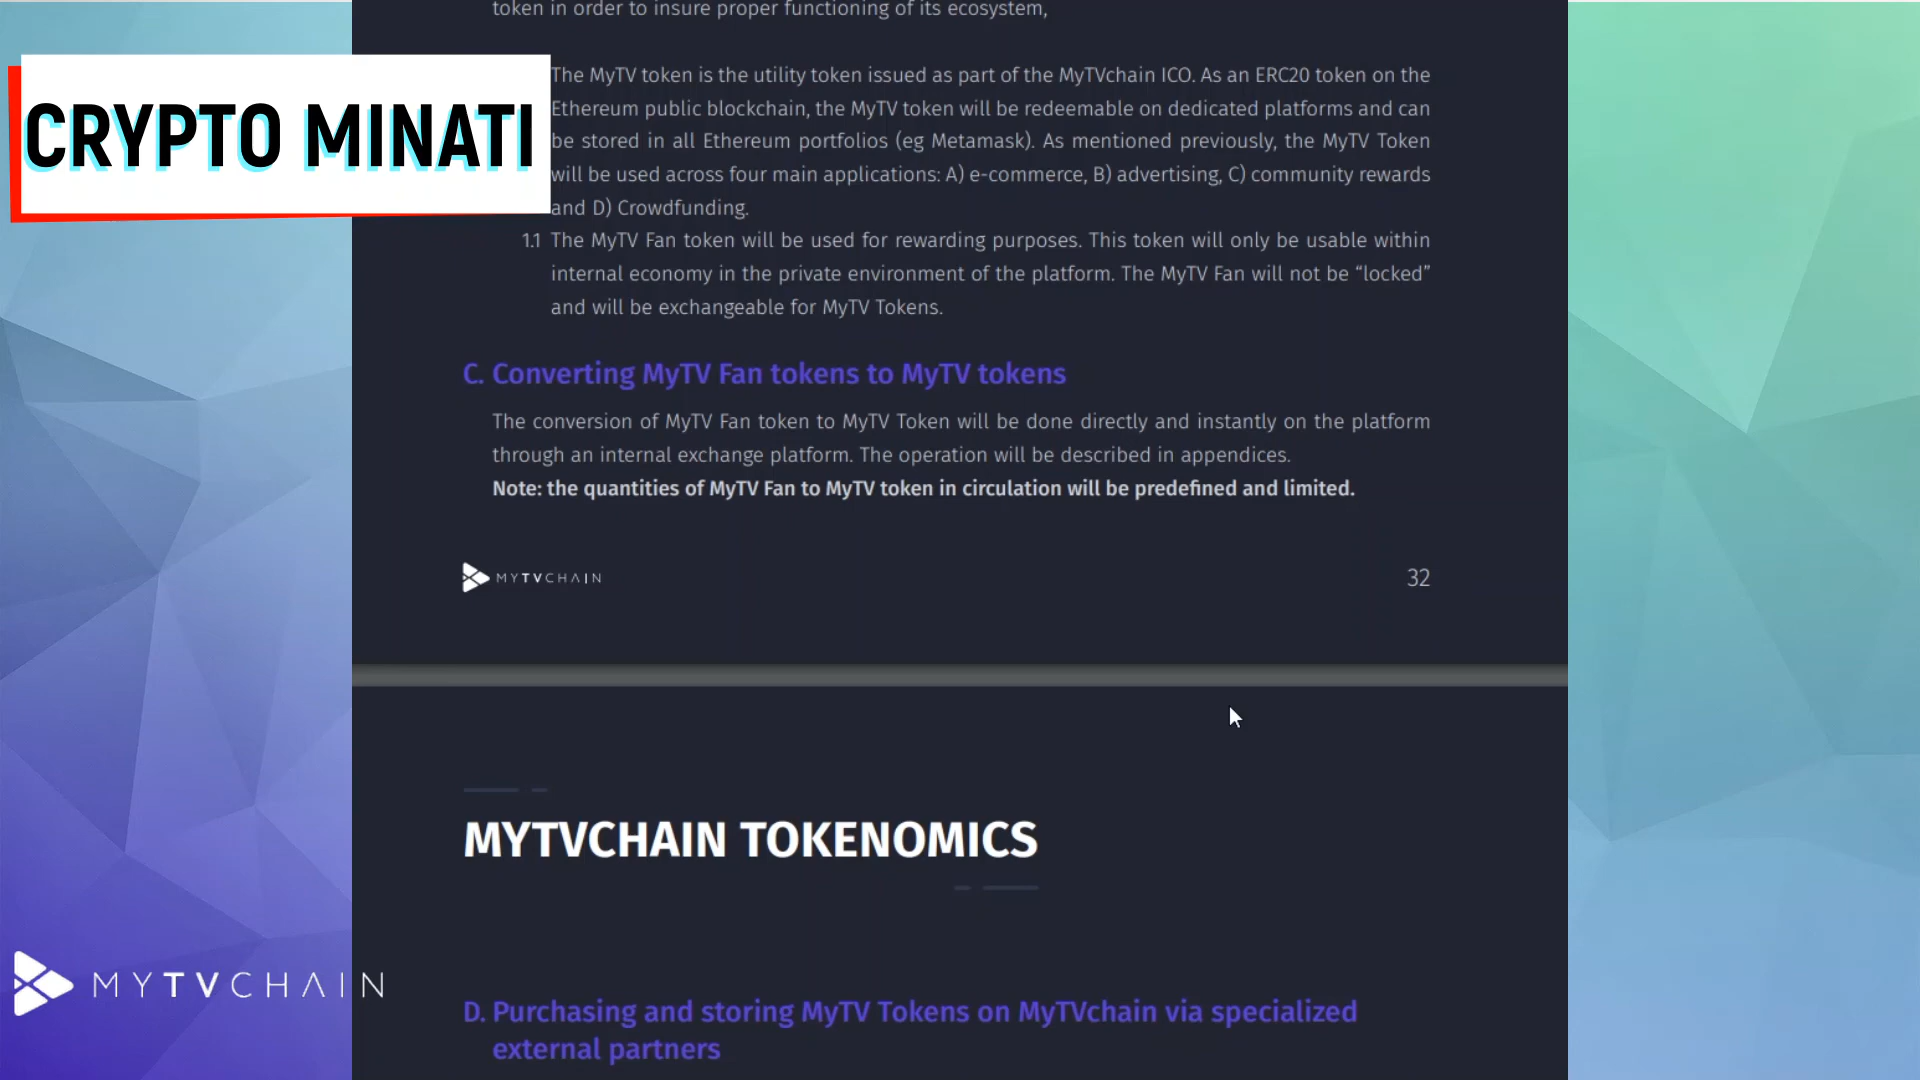 token in order to insure proper functioning of its ecosystem,
CRYPTO MINATI
The MyTV token is the utility token issued as part of the MyTVchain ICO. As an ERC20 token on the
Ethereum public blockchain, the MyTV token will be redeemable on dedicated platforms and can
be stored in all Ethereum portfolios (eg Metamask). As mentioned previously, the MyTV Token
will be used across four main applications: A) e-commerce, B) advertising, C) community rewards
and D) Crowdfunding.
1.1 The MyTV Fan token will be used for rewarding purposes. This token will only be usable within
internal economy in the private environment of the platform. The MyTV Fan will not be “locked”
and will be exchangeable for MyTV Tokens.
C. Converting MyTV Fan tokens to MyTV tokens
The conversion of MyTV Fan token to MyTV Token will be done directly and instantly on the platform
through an internal exchange platform. The operation will be described in appendices.
Note: the quantities of MyTV Fan to MyTV token in circulation will be predefined and limited.
MYTVCHAIN
32
MYTVCHAIN TOKENOMICS
MYTVCHAIN
D. Purchasing and storing MyTV Tokens on MyTVchain via specialized
external partners